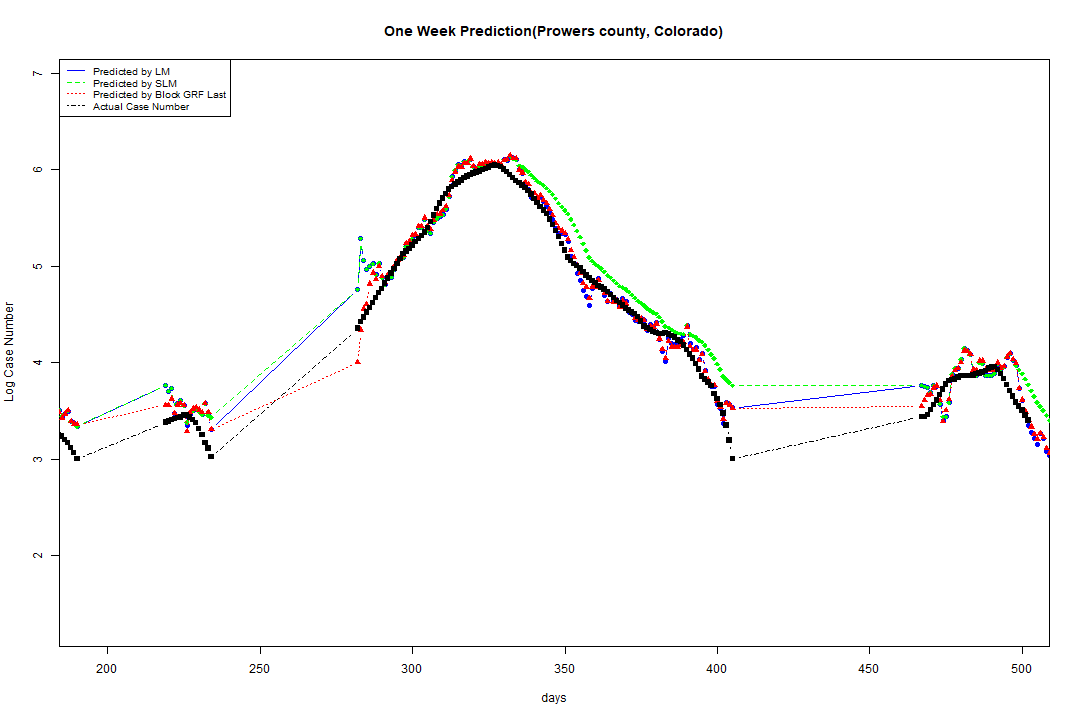 One Week Prediction(Prowers county, Colorado)
Predicted by LM
Predicted by SLM
Predicted by Block GRF Last
Actual Case Number
7
6
5
4
3
2
Log Case Number
200 250 300 350 400 450 500
days